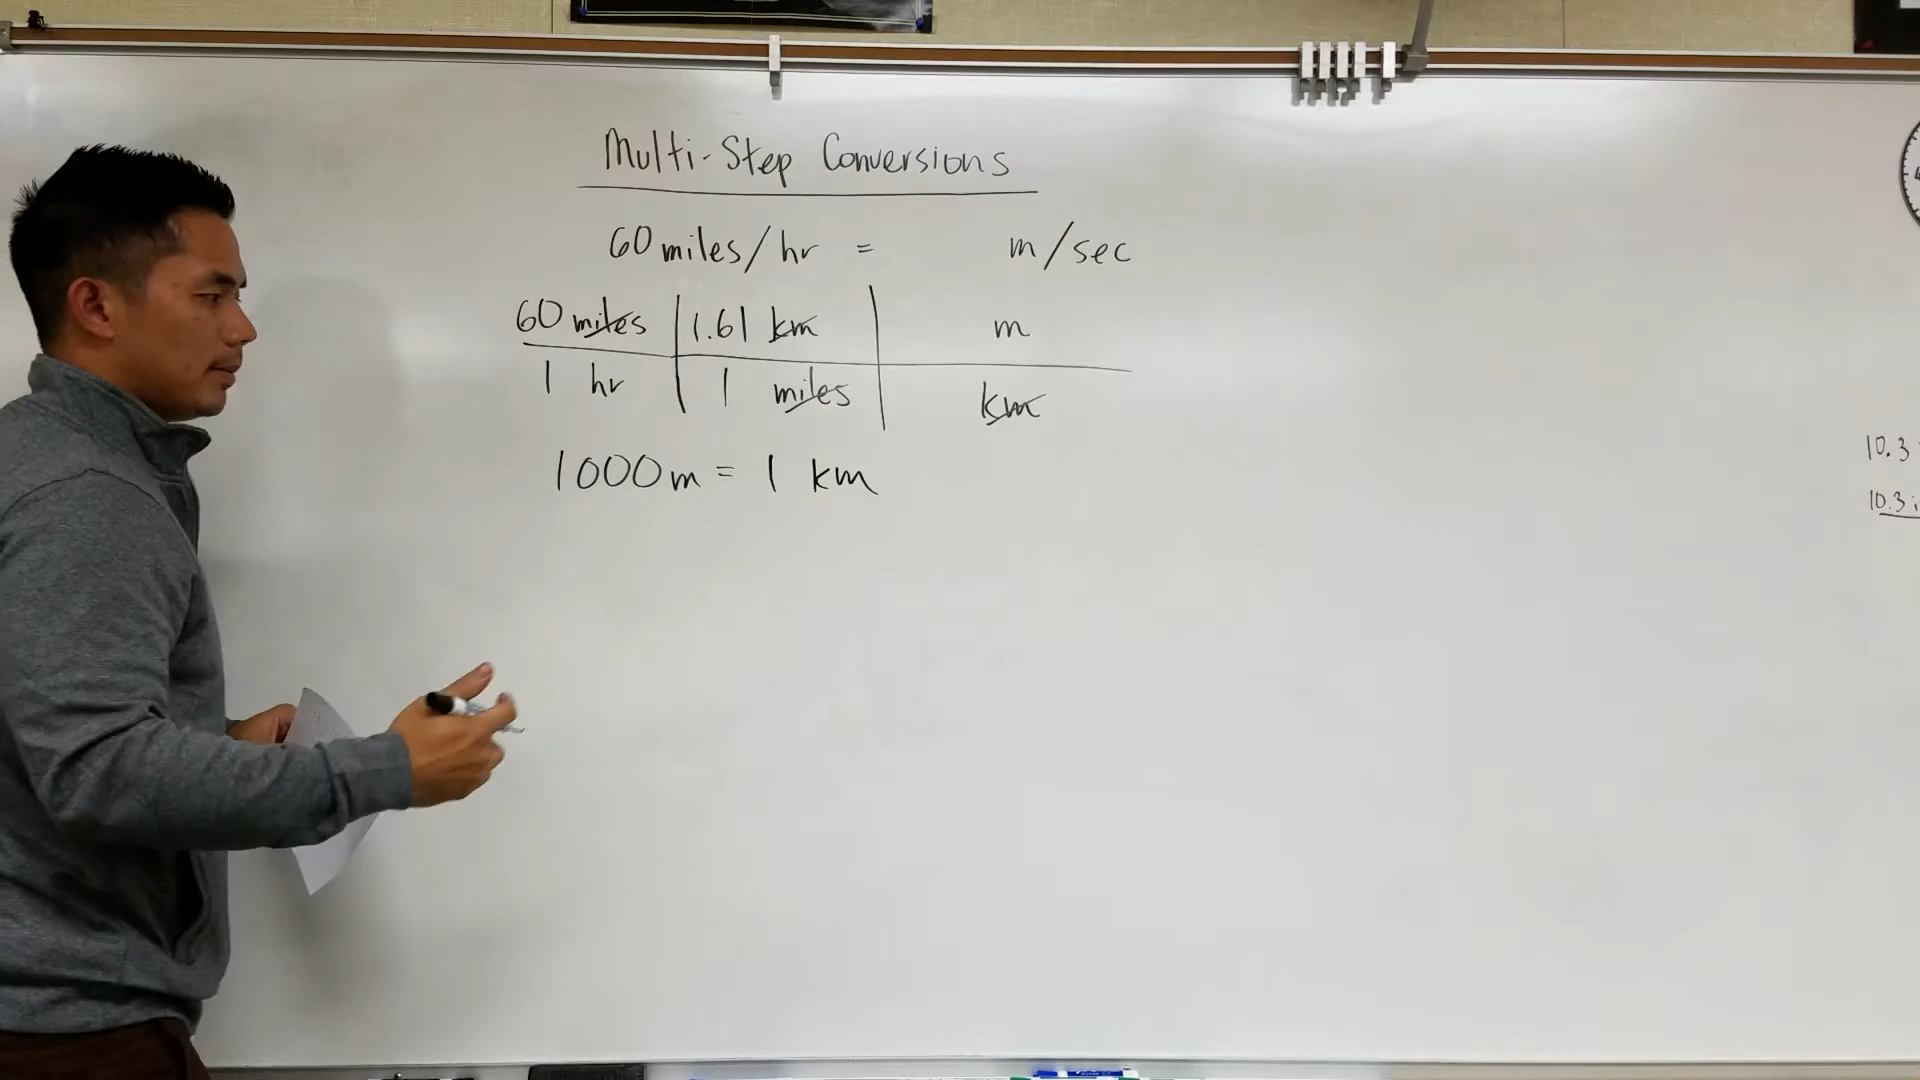 Multi-Step Conversions
60 miles/hr = m/sec
60 miles 1.61 km m
1 hr 1 miles km
1000m = 1 km
10.3
10.3